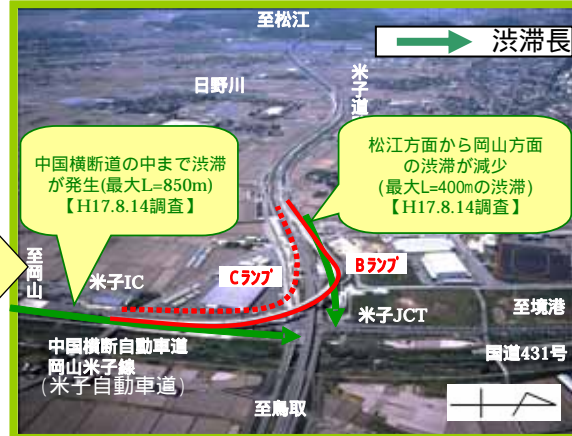 至松江
渋滞長
日野川
米子道
中国横断道の中まで渋滞
が発生(最大L=850m)
【H17.8.14調査】
松江方面から岡山方面
の渋滞が減少
(最大L=400mの渋滞)
【H17.8.14調査】
至岡山
米子IC
Cランプ
Bランプ
米子JCT
至境港
中国横断自動車道
岡山米子線
(米子自動車道)
国道431号
至鳥取